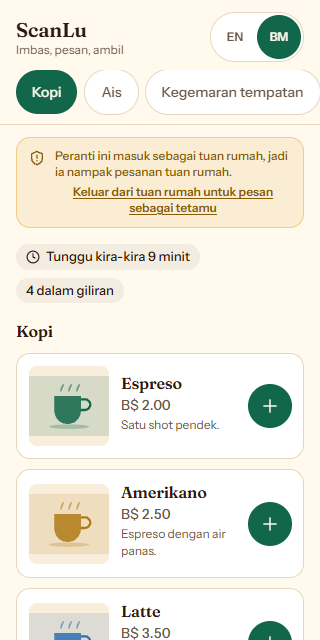 ScanLu
Imbas, pesan, ambil
EN
BM
Kopi
Ais
Kegemaran tempatan
Peranti ini masuk sebagai tuan rumah, jadi
ia nampak pesanan tuan rumah.
Keluar dari tuan rumah untuk pesan
sebagai tetamu
Tunggu kira-kira 9 minit
4 dalam giliran
Kopi
Espreso
B$ 2.00
Satu shot pendek.
Amerikano
B$ 2.50
Espreso dengan air
panas.
Latte
B$ 3.50